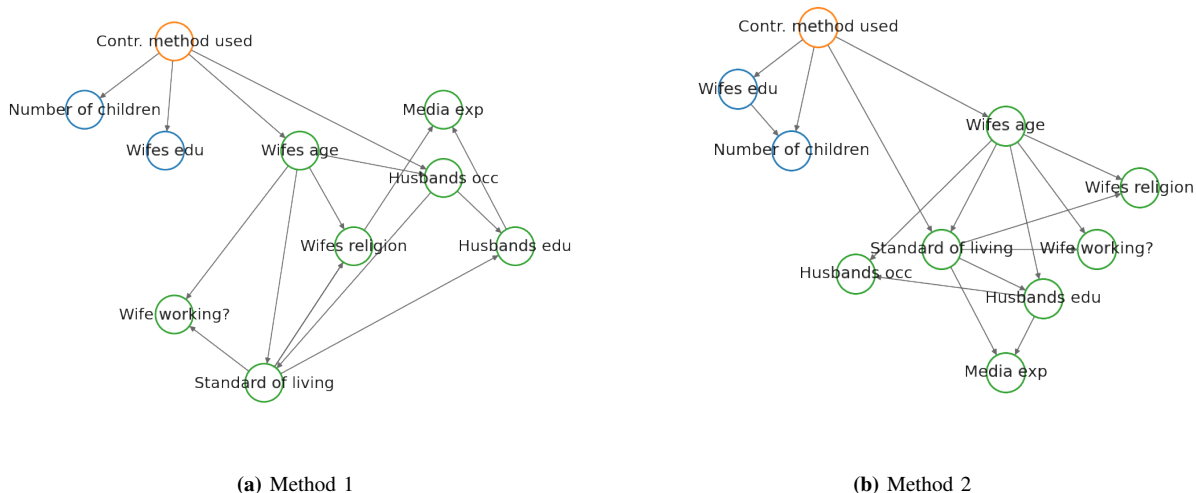 Contr. method used
Number of children
Media exp
Wifes edu
Wifes age
Husbands occ
Wifes religion
Husbands edu
Wife working?
Standard of living
(a) Method 1
Contr. method used
Wifes edu
Wifes age
Number of children
Wifes religion
Standard of living
Wife working?
Husbands occ
Husbands edu
Media exp
(b) Method 2